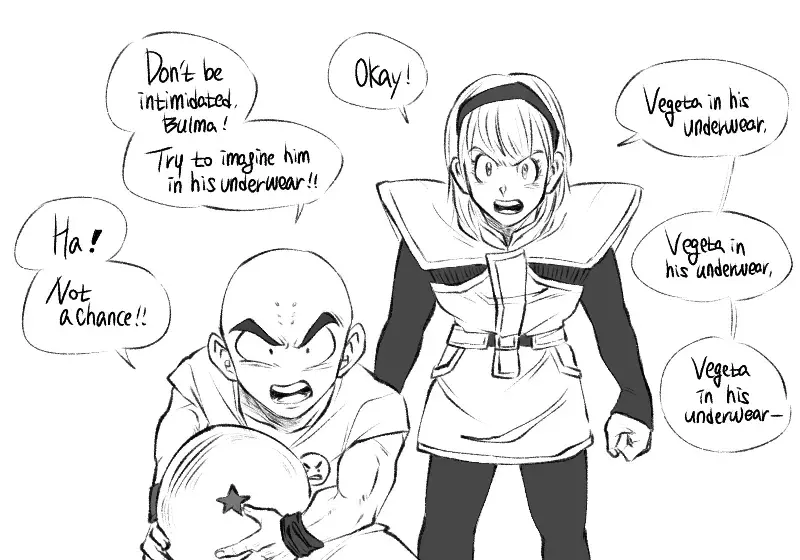 Ha!
Not
a chance!!
Don't be
intimidated,
Bulma!
Try to imagine him
in his underwear!!
Okay!
Vegeta in his
underwear,
Vegeta in
his underwear,
Vegeta
in his
underwear—